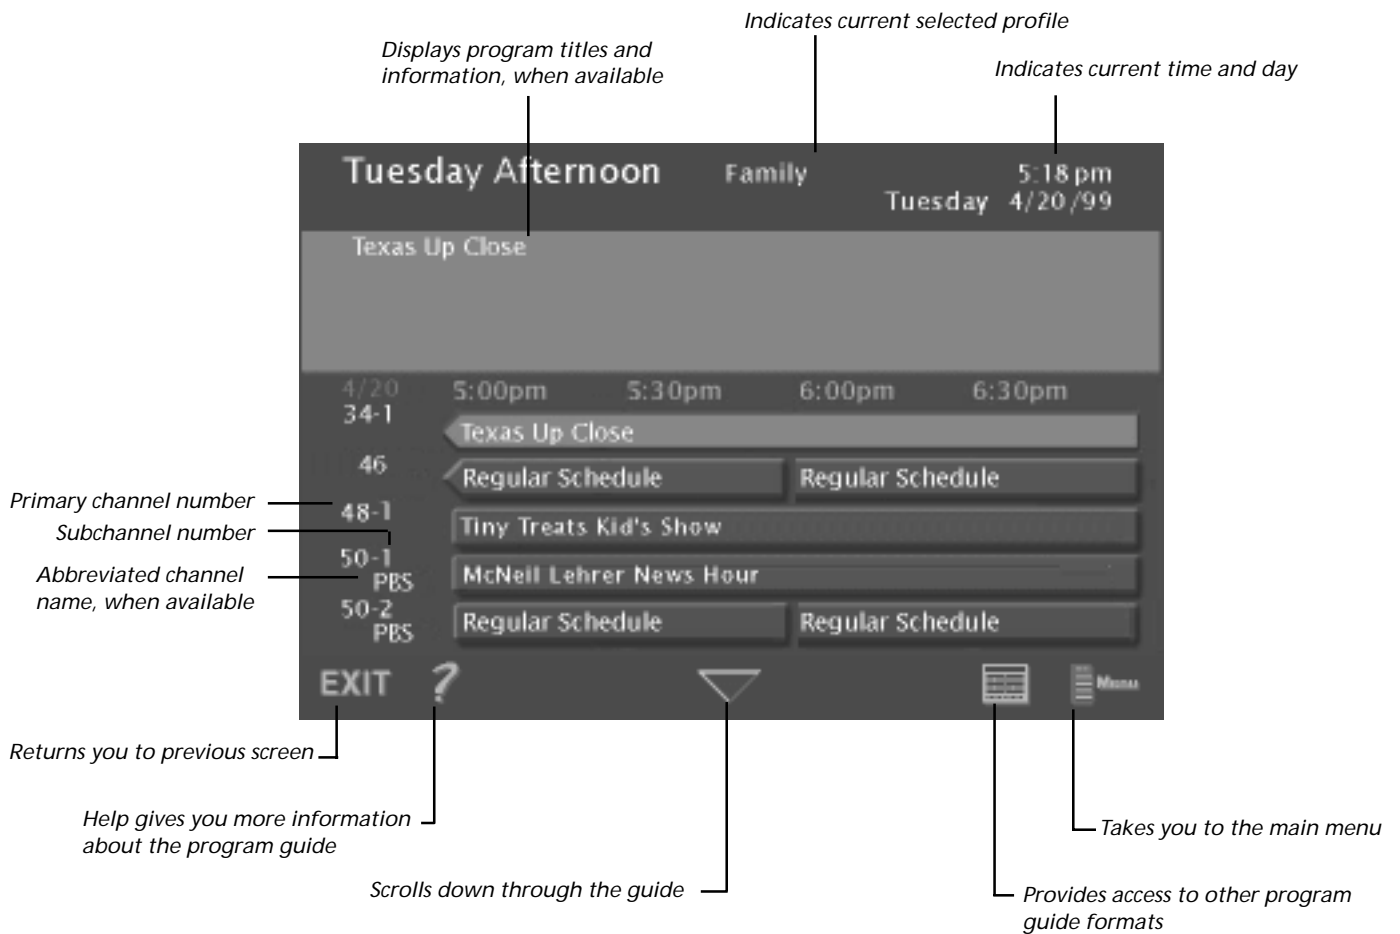 Indicates current selected profile
Displays program titles and
information, when available
Indicates current time and day
Tuesday Afternoon
Family
5:18 pm
Tuesday 4/20/99
Texas Up Close
4/20 5:00pm 5:30pm 6:00pm 6:30pm
34-1
Texas Up Close
46
Regular Schedule Regular Schedule
Primary channel number
48-1
Tiny Treats Kid's Show
Subchannel number
50-1
PBS
McNeil Lehrer News Hour
Abbreviated channel
name, when available
50-2
PBS
Regular Schedule Regular Schedule
EXIT ? Menu
Returns you to previous screen
Help gives you more information
about the program guide
Takes you to the main menu
Scrolls down through the guide
Provides access to other program
guide formats